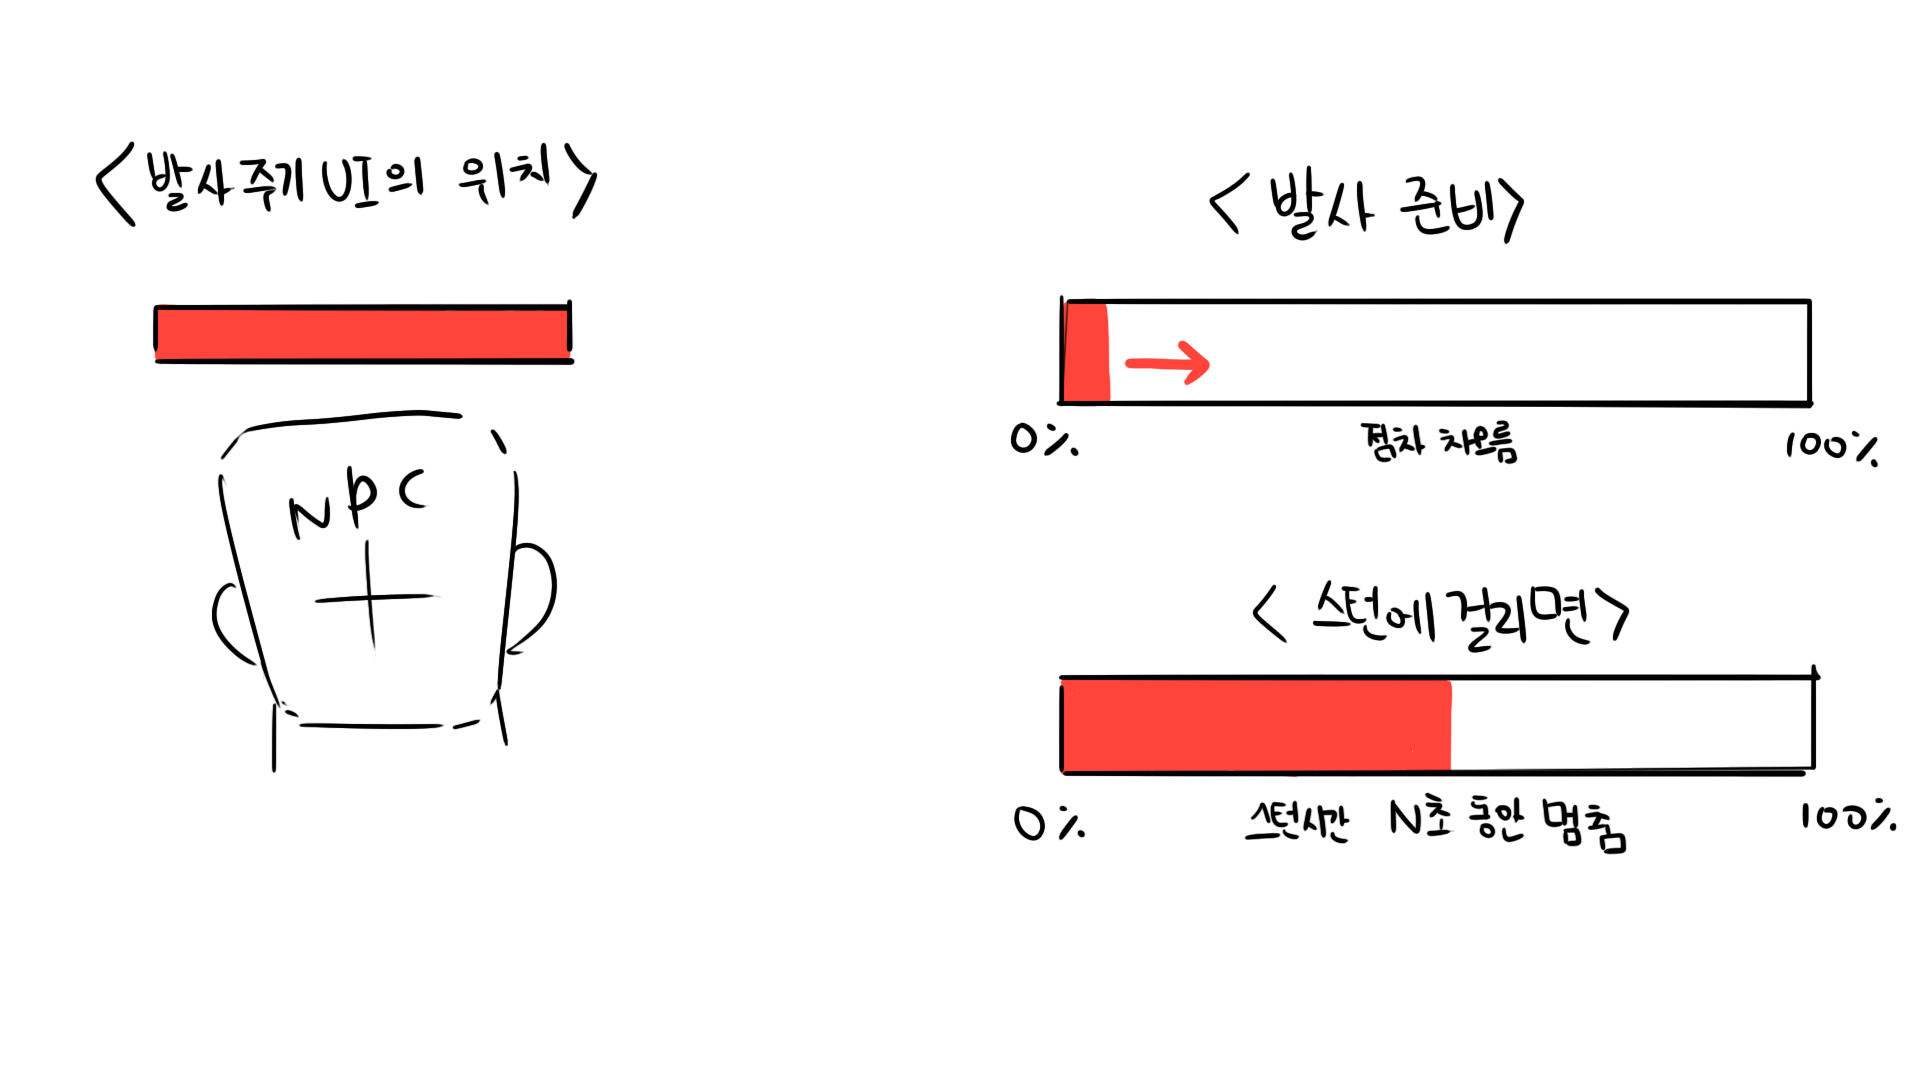 <발사주기 UI의 위치>
NPC
<발사 준비>
0% 점차 차오름 100%
<스턴에 걸리면>
0% 스턴시간 N초 동안 멈춤 100%